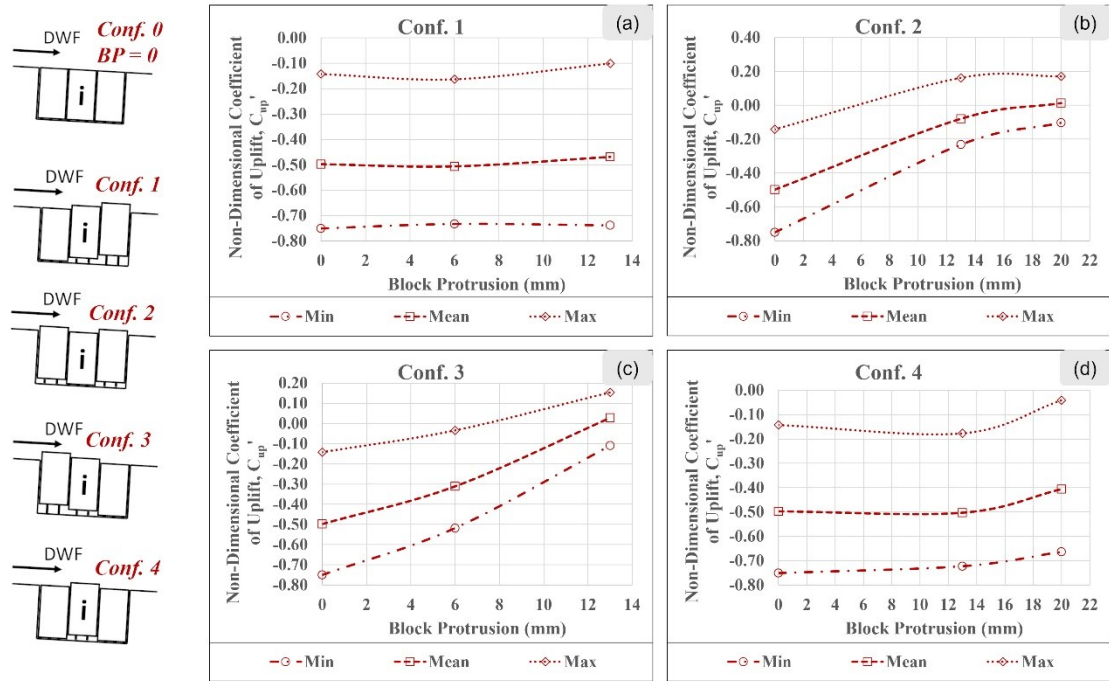 DWF
Conf. 0
BP = 0
i
DWF
Conf. 1
i
DWF
Conf. 2
i
DWF
Conf. 3
i
DWF
Conf. 4
i
Conf. 1
(a)
Non-Dimensional Coefficient
of Uplift, Cup'
0.00
-0.10
-0.20
-0.30
-0.40
-0.50
-0.60
-0.70
-0.80
0 2 4 6 8 10 12 14
Block Protrusion (mm)
Min Mean Max
Conf. 2
(b)
Non-Dimensional Coefficient
of Uplift, Cup'
0.40
0.20
0.00
-0.20
-0.40
-0.60
-0.80
0 2 4 6 8 10 12 14 16 18 20 22
Block Protrusion (mm)
Min Mean Max
Conf. 3
(c)
Non-Dimensional Coefficient
of Uplift, Cup'
0.20
0.10
0.00
-0.10
-0.20
-0.30
-0.40
-0.50
-0.60
-0.70
-0.80
0 2 4 6 8 10 12 14
Block Protrusion (mm)
Min Mean Max
Conf. 4
(d)
Non-Dimensional Coefficient
of Uplift, Cup'
0.00
-0.10
-0.20
-0.30
-0.40
-0.50
-0.60
-0.70
-0.80
0 2 4 6 8 10 12 14 16 18 20 22
Block Protrusion (mm)
Min Mean Max